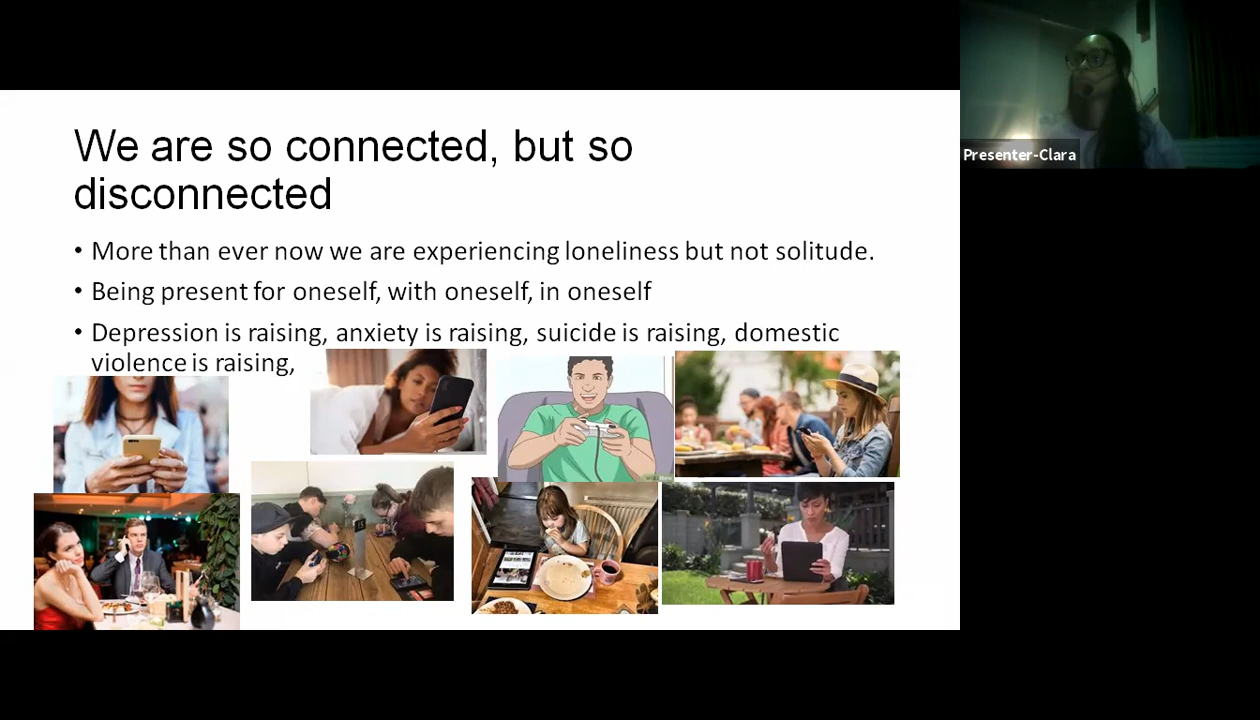 We are so connected, but so
disconnected
• More than ever now we are experiencing loneliness but not solitude.
• Being present for oneself, with oneself, in oneself
• Depression is raising, anxiety is raising, suicide is raising, domestic
violence is raising,
Presenter-Clara